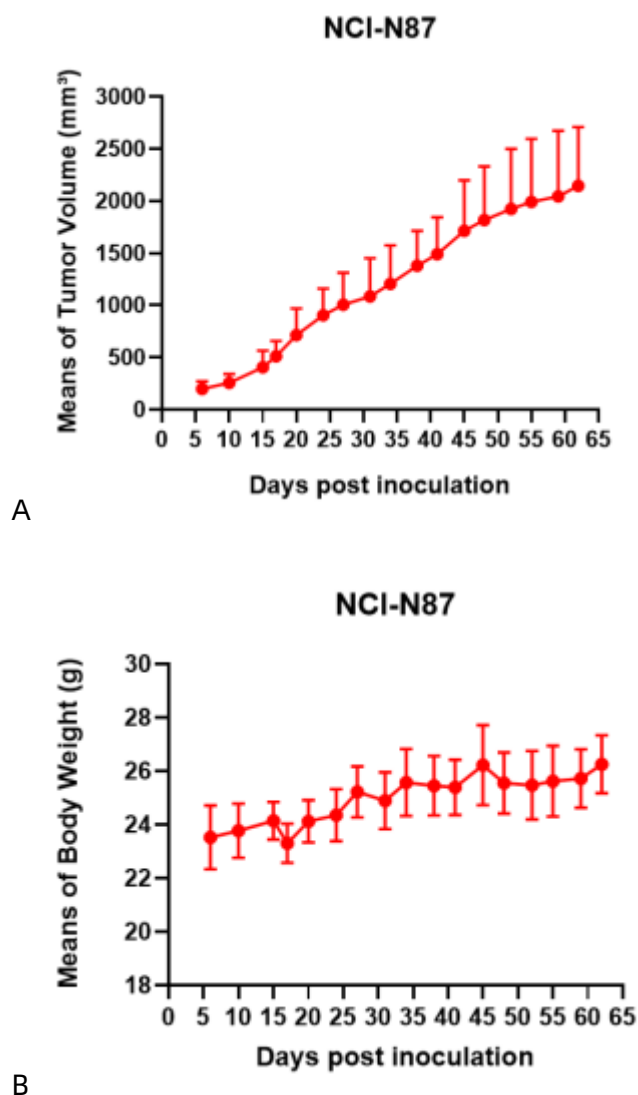 NCI-N87
Means of Tumor Volume (mm³)
3000
2500
2000
1500
1000
500
0
0 5 10 15 20 25 30 35 40 45 50 55 60 65
Days post inoculation
A
NCI-N87
Means of Body Weight (g)
30
28
26
24
22
20
18
0 5 10 15 20 25 30 35 40 45 50 55 60 65
Days post inoculation
B